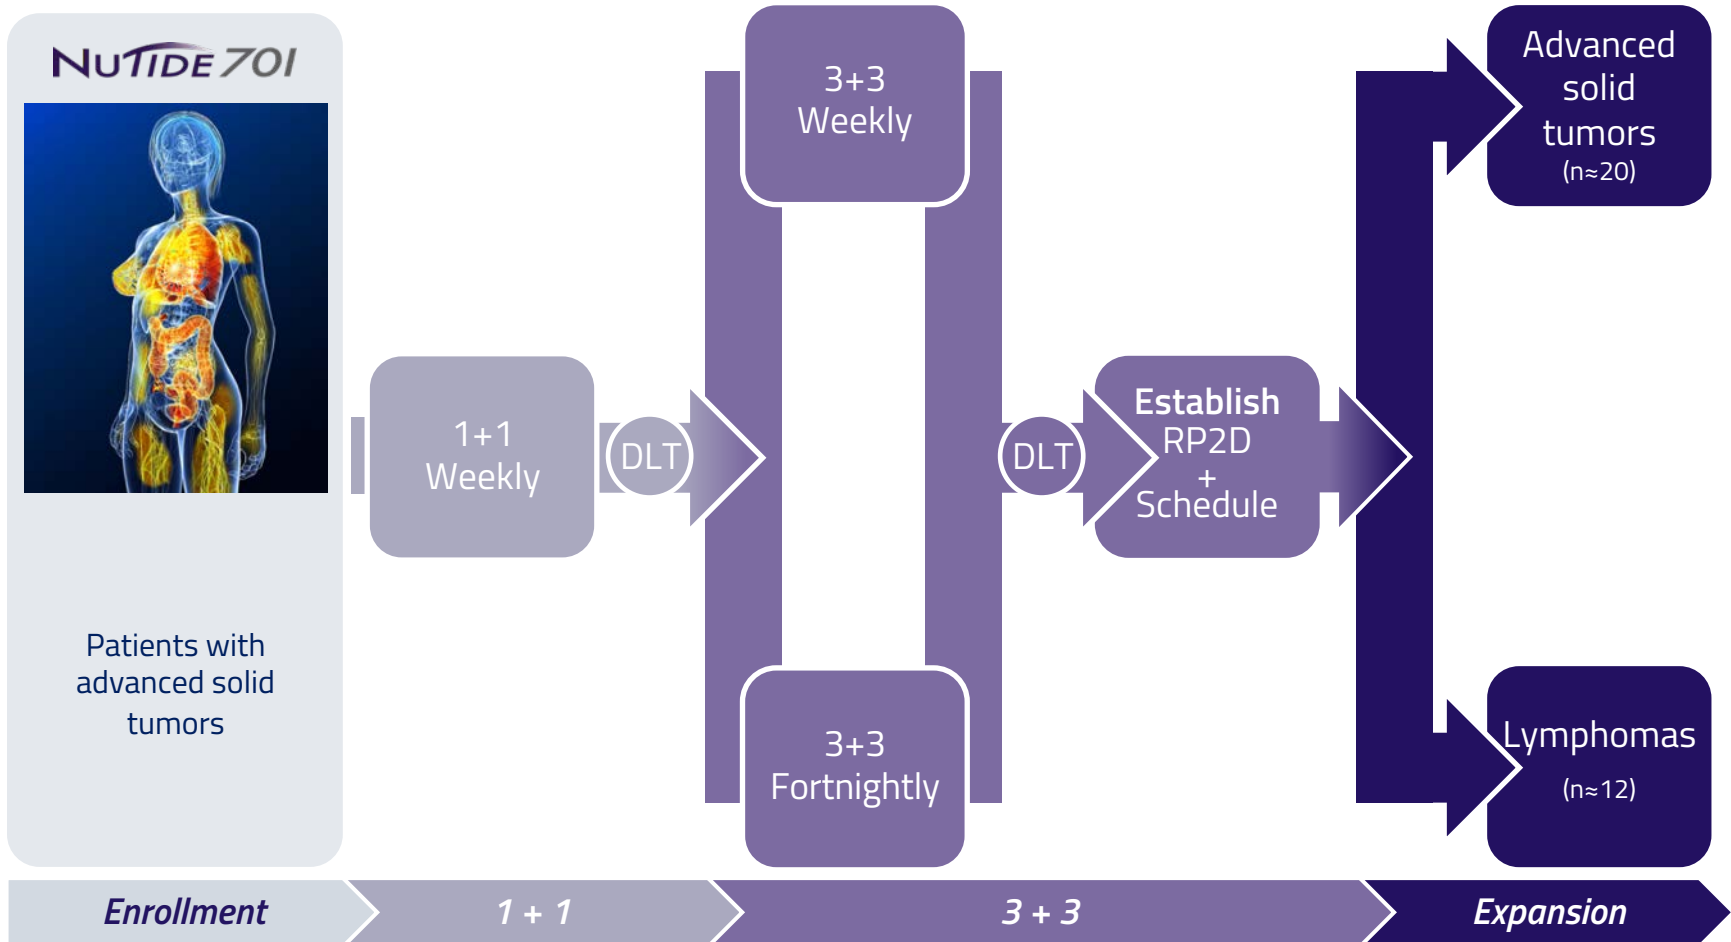 NUTIDE 701
Patients with
advanced solid
tumors
1+1
Weekly
DLT
3+3
Weekly
3+3
Fortnightly
DLT
Establish
RP2D
+
Schedule
Advanced
solid
tumors
(n≈20)
Lymphomas
(n≈12)
Enrollment
1 + 1
3 + 3
Expansion